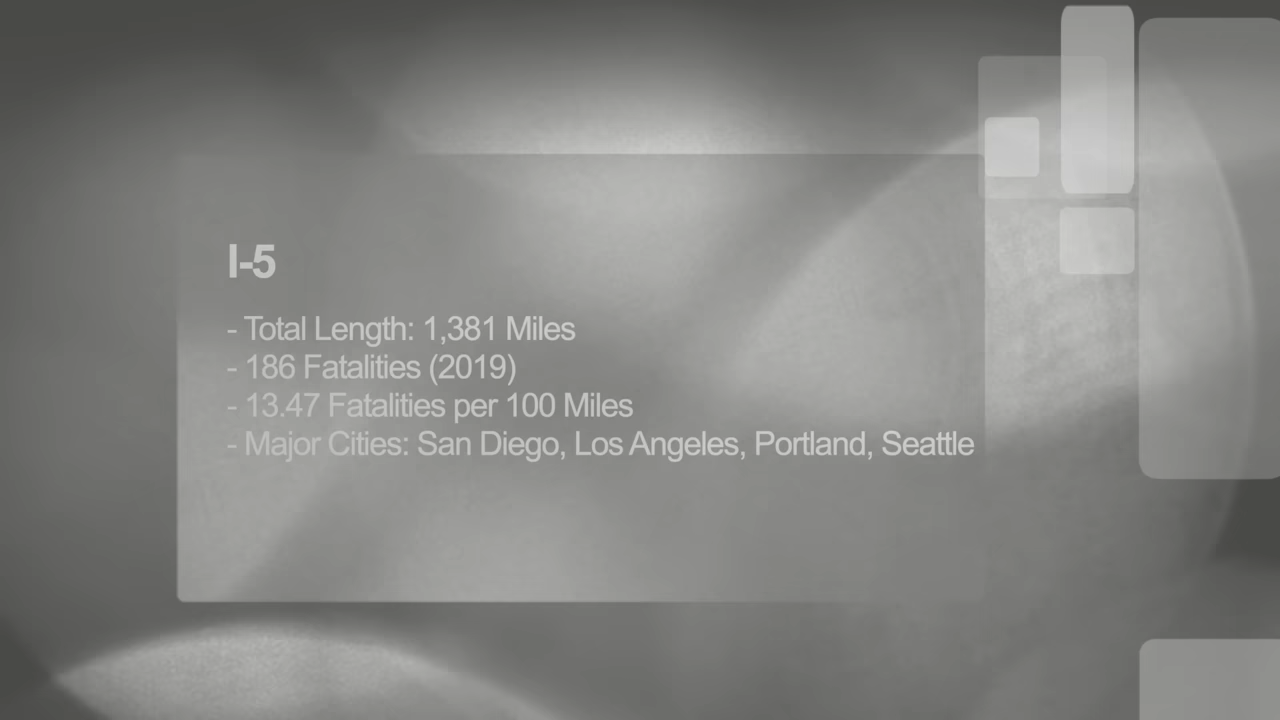 I-5
- Total Length: 1,381 Miles
- 186 Fatalities (2019)
- 13.47 Fatalities per 100 Miles
- Major Cities: San Diego, Los Angeles, Portland, Seattle